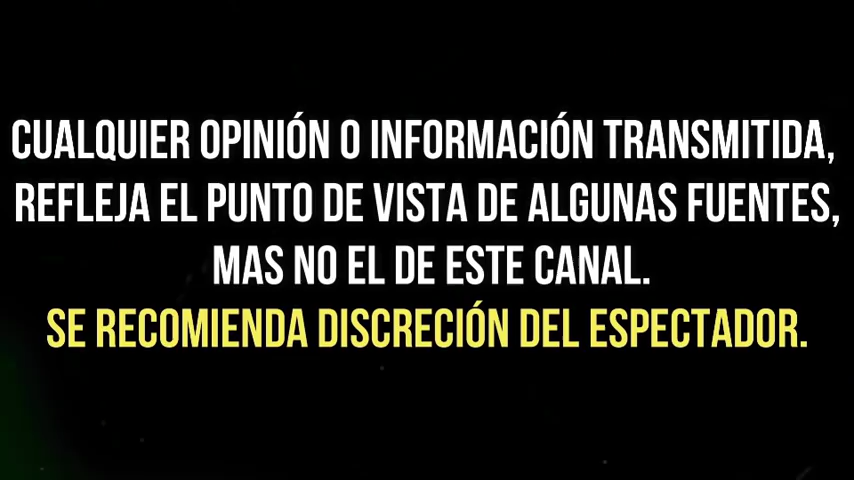 CUALQUIER OPINIÓN O INFORMACIÓN TRANSMITIDA,
REFLEJA EL PUNTO DE VISTA DE ALGUNAS FUENTES,
MAS NO EL DE ESTE CANAL.
SE RECOMIENDA DISCRECIÓN DEL ESPECTADOR.